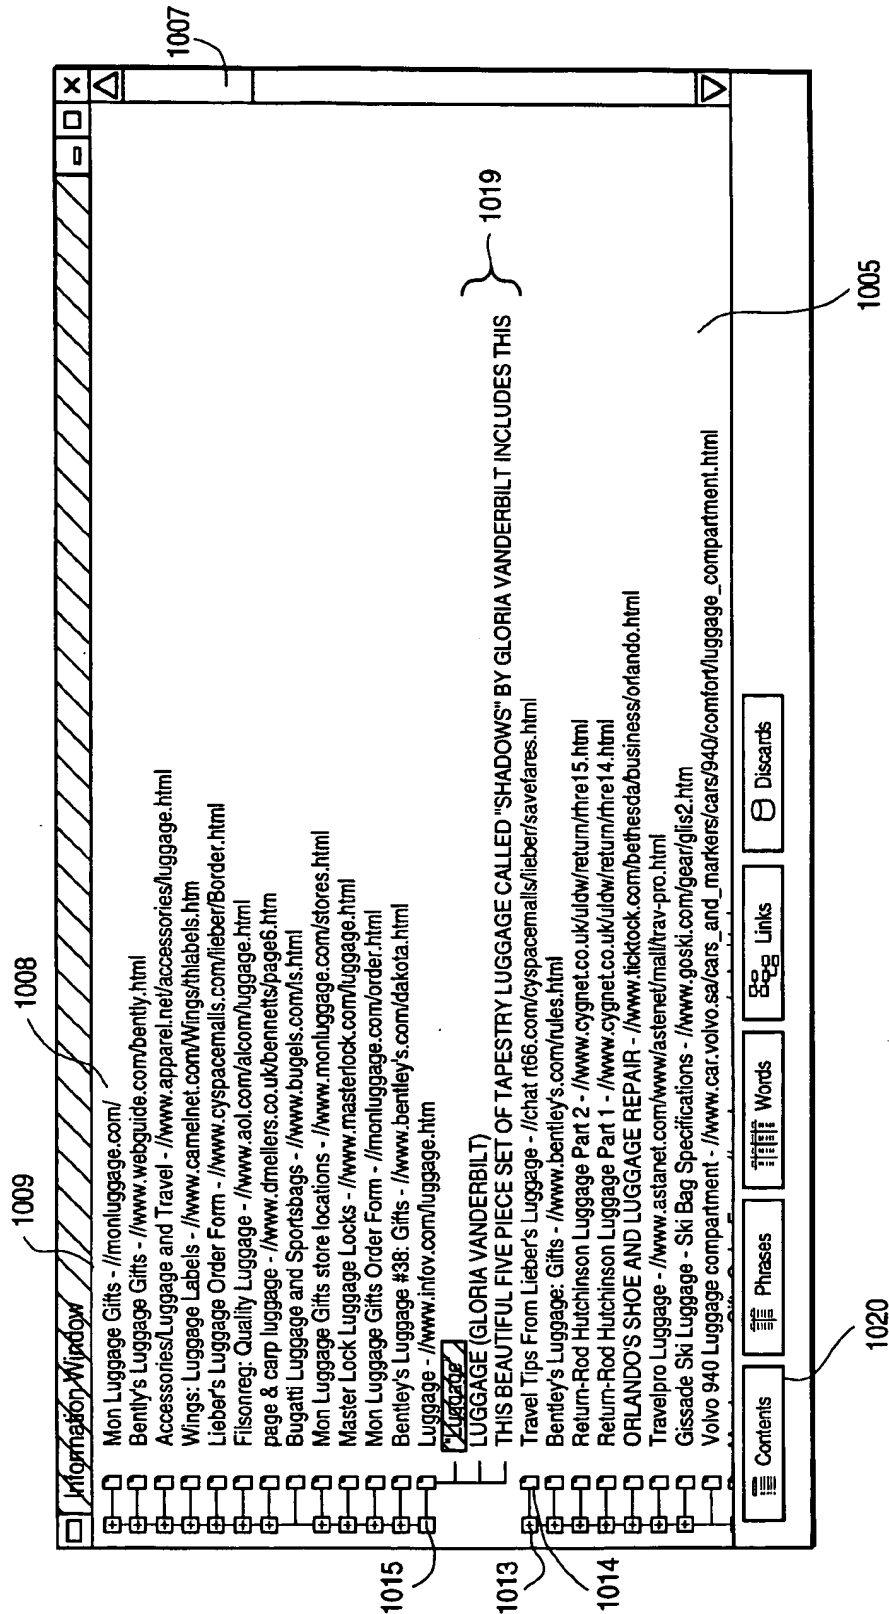 1009
1008
1007
Information Window
Mon Luggage Gifts - //monluggage.com/
Bently's Luggage Gifts - //www.webguide.com/bently.html
Accessories/Luggage and Travel - //www.apparel.net/accessories/luggage.html
Wings: Luggage Labels - //www.camelnet.com/Wings/thlabels.htm
Lieber's Luggage Order Form - //www.cyspacemalls.com/lieber/Border.html
Filsonreg: Quality Luggage - //www.aol.com/alcom/luggage.html
page & carp luggage - //www.dmellers.co.uk/bennetts/page6.htm
Bugatti Luggage and Sportsbags - //www.bugels.com/ls.html
Mon Luggage Gifts store locations - //www.monluggage.com/stores.html
Master Lock Luggage Locks - //www.masterlock.com/luggage.html
Mon Luggage Gifts Order Form - //monluggage.com/order.html
Bentley's Luggage #38: Gifts - //www.bentley's.com/dakota.html
1015
Luggage - //www.infov.com/luggage.htm
"Luggage"
LUGGAGE (GLORIA VANDERBILT)
THIS BEAUTIFUL FIVE PIECE SET OF TAPESTRY LUGGAGE CALLED "SHADOWS" BY GLORIA VANDERBILT INCLUDES THIS
1019
1013
Travel Tips From Lieber's Luggage - //chat rt66.com/cyspacemalls/lieber/savefares.html
1014
Bentley's Luggage: Gifts - //www.bentley's.com/rules.html
Return-Rod Hutchinson Luggage Part 2 - //www.cygnet.co.uk/uldw/return/rhre15.html
Return-Rod Hutchinson Luggage Part 1 - //www.cygnet.co.uk/uldw/return/rhre14.html
ORLANDO'S SHOE AND LUGGAGE REPAIR - //www.ticktock.com/bethesda/business/orlando.html
Travelpro Luggage - //www.astanet.com/www/astenet/mall/trav-pro.html
Gissade Ski Luggage - Ski Bag Specifications - //www.goski.com/gear/glis2.htm
Volvo 940 Luggage compartment - //www.car.volvo.sa/cars_and_markers/cars/940/comfort/luggage_compartment.html
Contents
Phrases
Words
Links
Discards
1020
1005